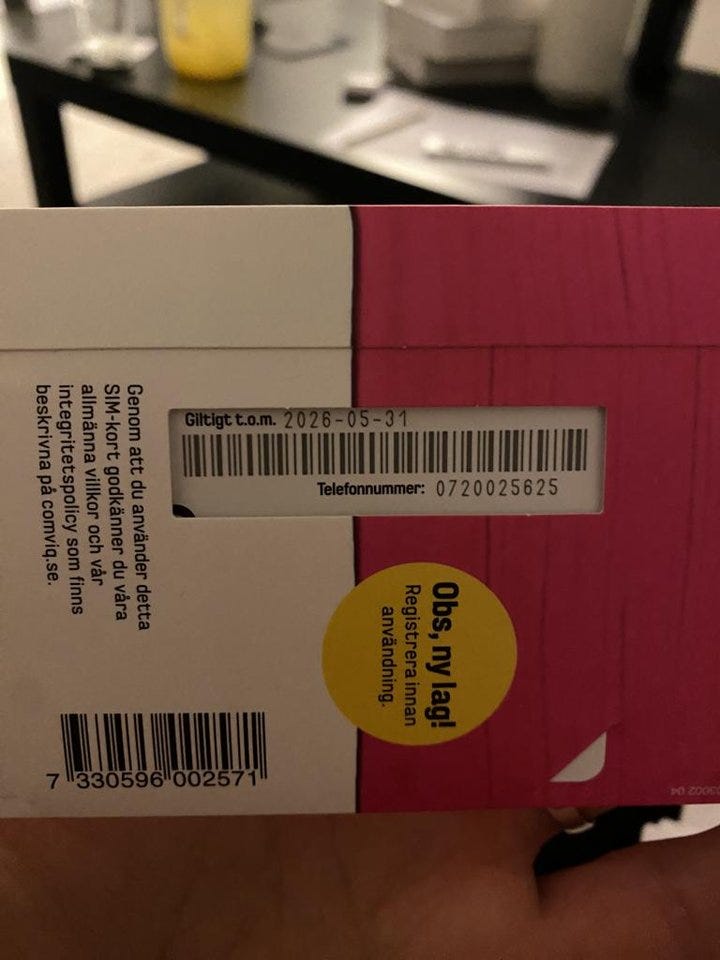 Giltigt t.o.m. 2026-05-31
Telefonnummer: 0720025625
Genom att du använder detta
SIM-kort godkänner du våra
allmänna villkor och vår
integritetspolicy som finns
beskrivna på comviq.se.
Obs, ny lag!
Registrera innan
användning.
7 330596 002571